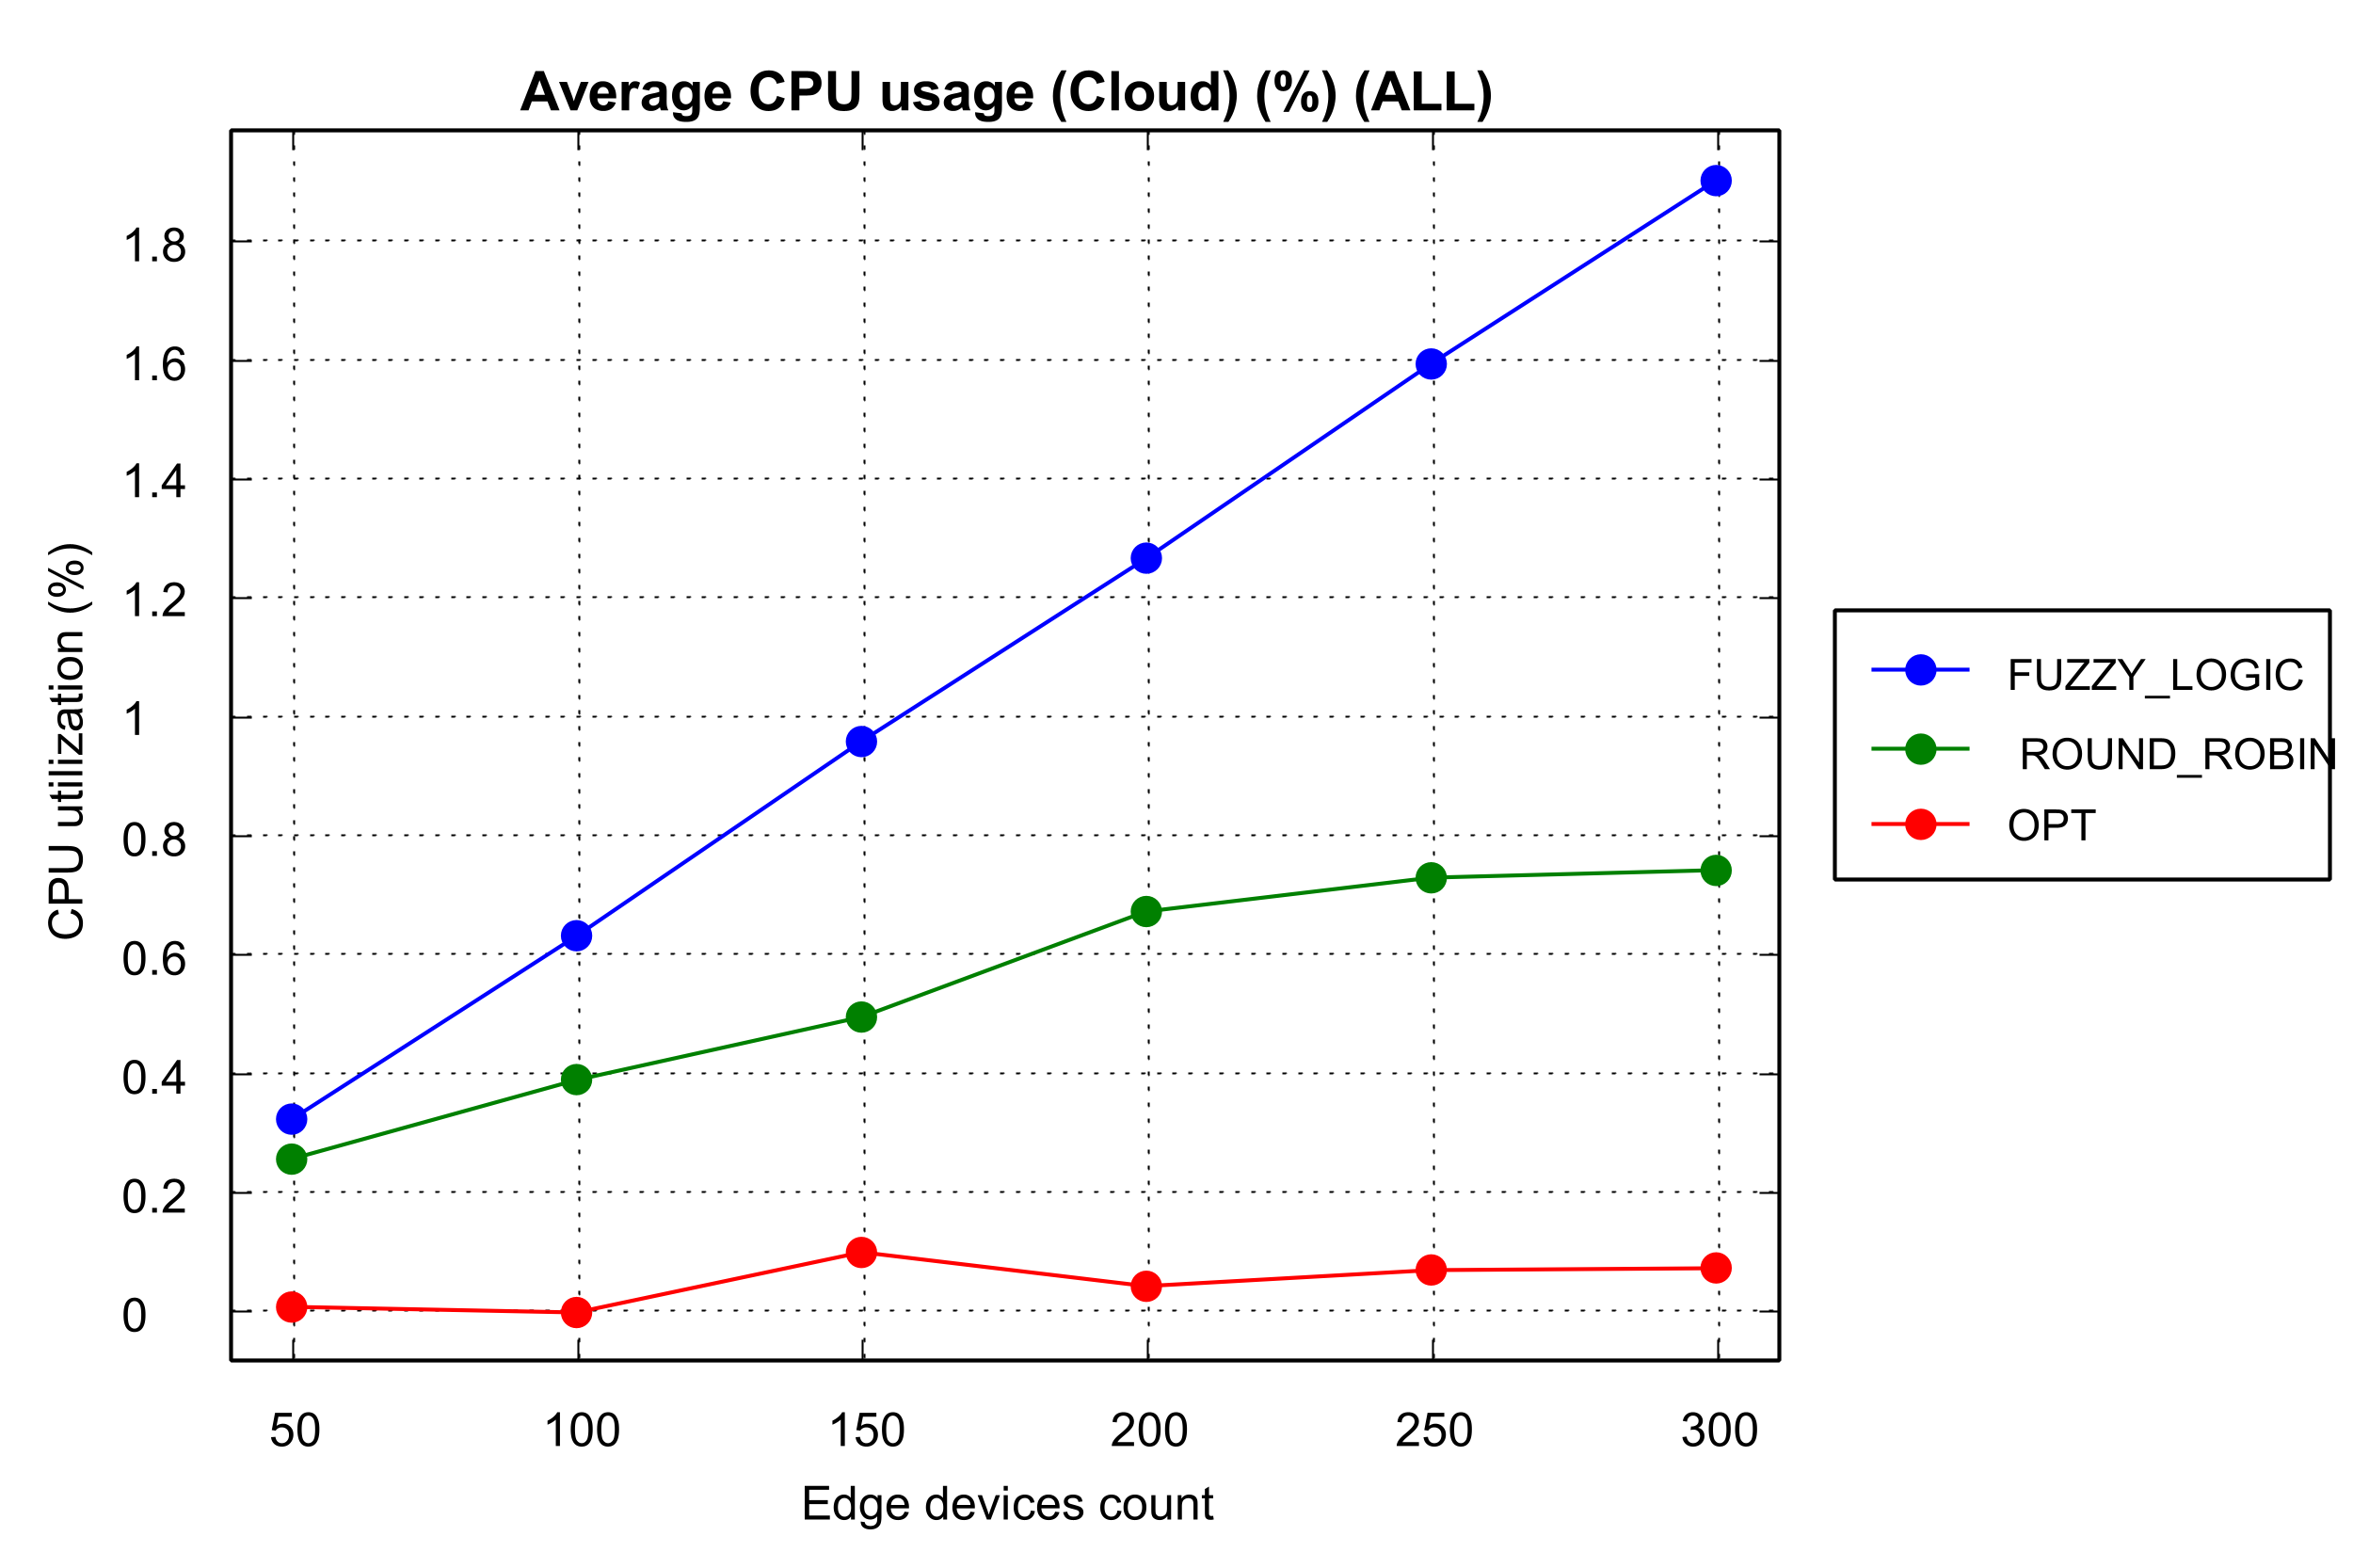 Average CPU usage (Cloud) (%) (ALL)
CPU utilization (%)
1.8
1.6
1.4
1.2
1
0.8
0.6
0.4
0.2
0
50 100 150 200 250 300
Edge devices count
FUZZY_LOGIC
ROUND_ROBIN
OPT